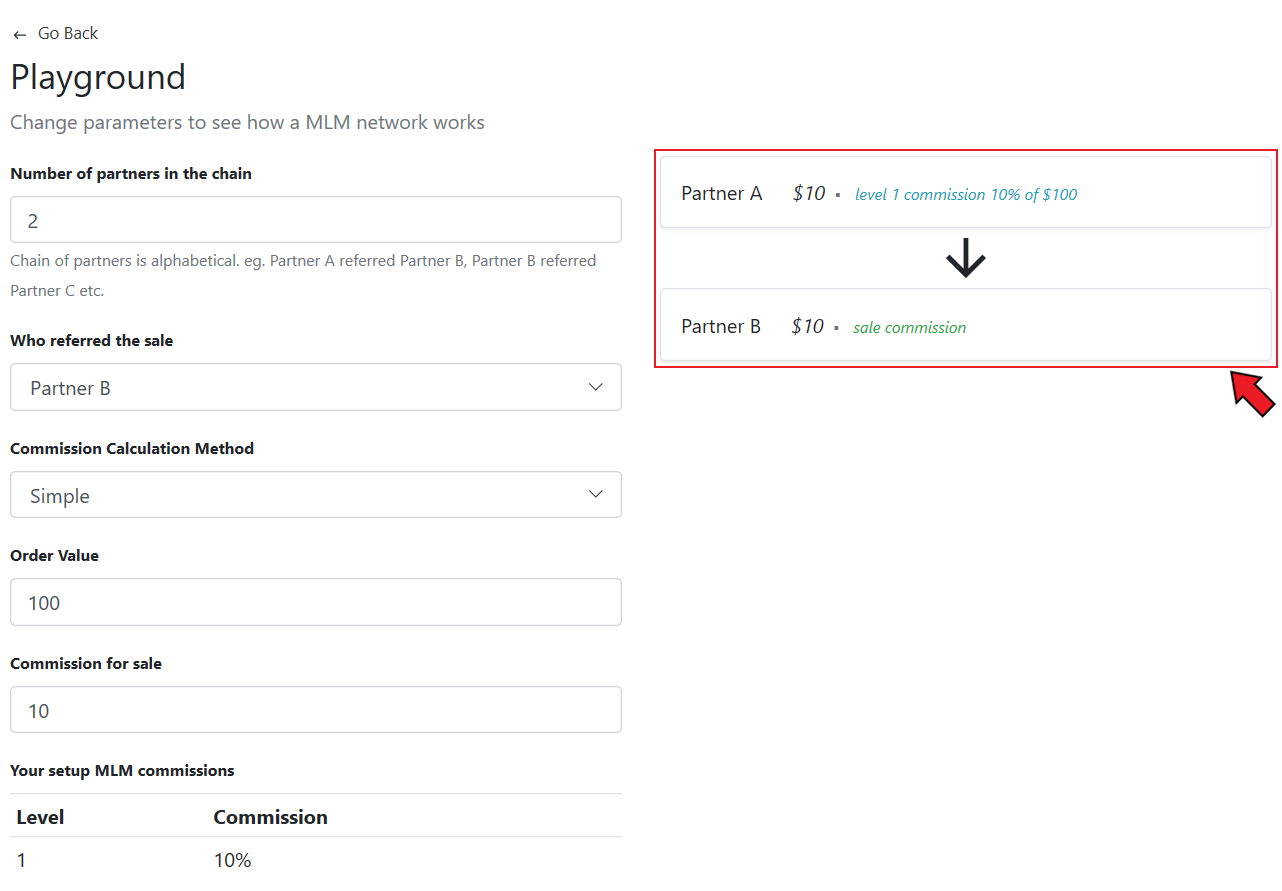 ← Go Back
Playground
Change parameters to see how a MLM network works
Number of partners in the chain
2
Chain of partners is alphabetical. eg. Partner A referred Partner B, Partner B referred
Partner C etc.
Who referred the sale
Partner B
Commission Calculation Method
Simple
Order Value
100
Commission for sale
10
Your setup MLM commissions
Level Commission
1 10%
Partner A $10 ▪ level 1 commission 10% of $100
Partner B $10 ▪ sale commission